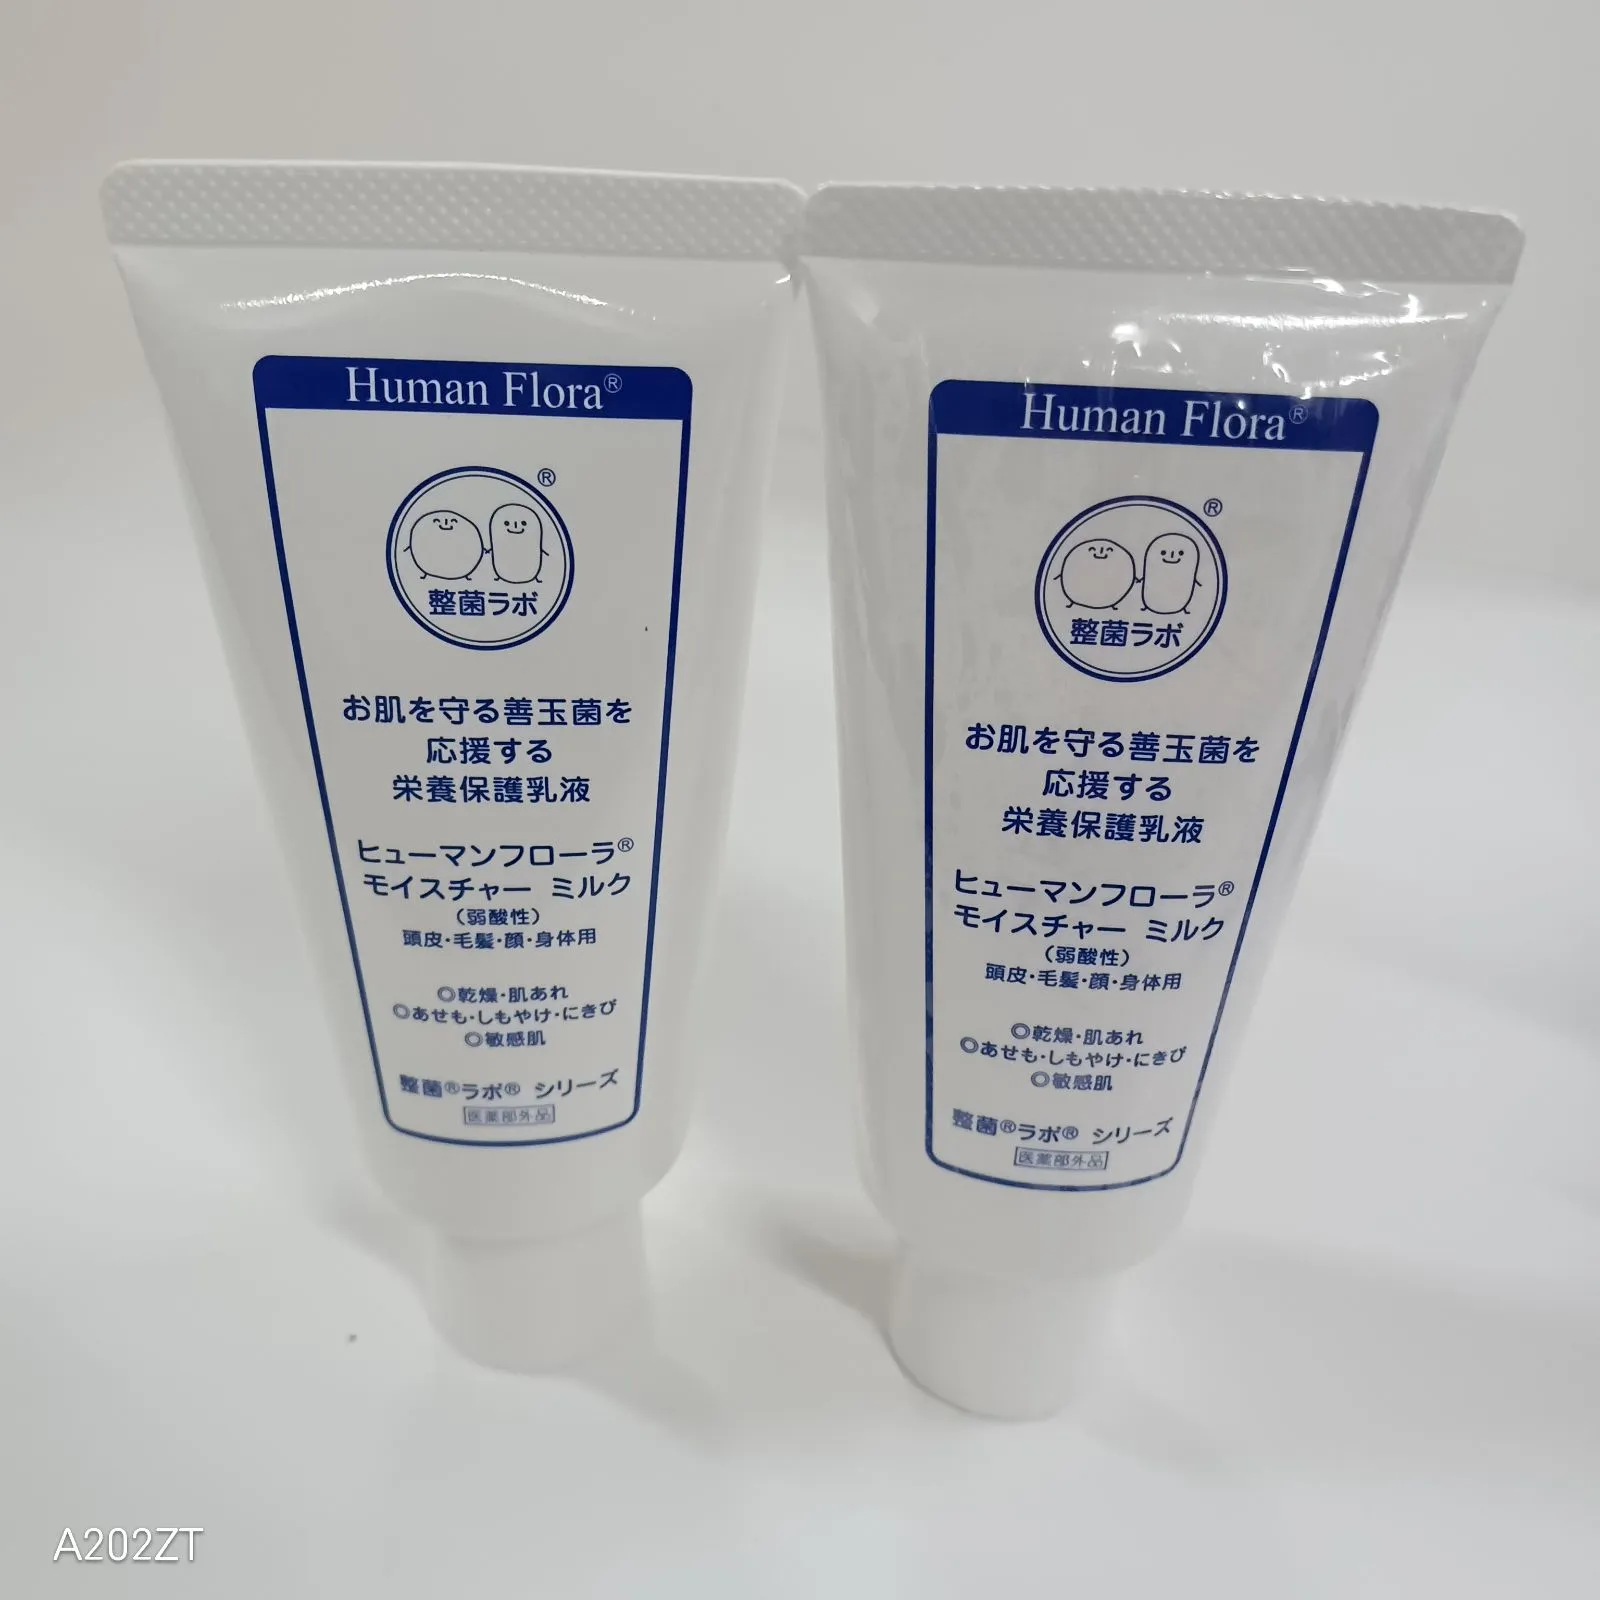 Human Flora®
®
整菌ラボ
お肌を守る善玉菌を
応援する
栄養保護乳液
ヒューマンフローラ®
モイスチャー ミルク
（弱酸性）
頭皮・毛髪・顔・身体用
◎乾燥・肌あれ
◎あせも・しもやけ・にきび
◎敏感肌
整菌®ラボ® シリーズ
医薬部外品
Human Flora®
®
整菌ラボ
お肌を守る善玉菌を
応援する
栄養保護乳液
ヒューマンフローラ®
モイスチャー ミルク
（弱酸性）
頭皮・毛髪・顔・身体用
◎乾燥・肌あれ
◎あせも・しもやけ・にきび
◎敏感肌
整菌®ラボ® シリーズ
医薬部外品
A202ZT